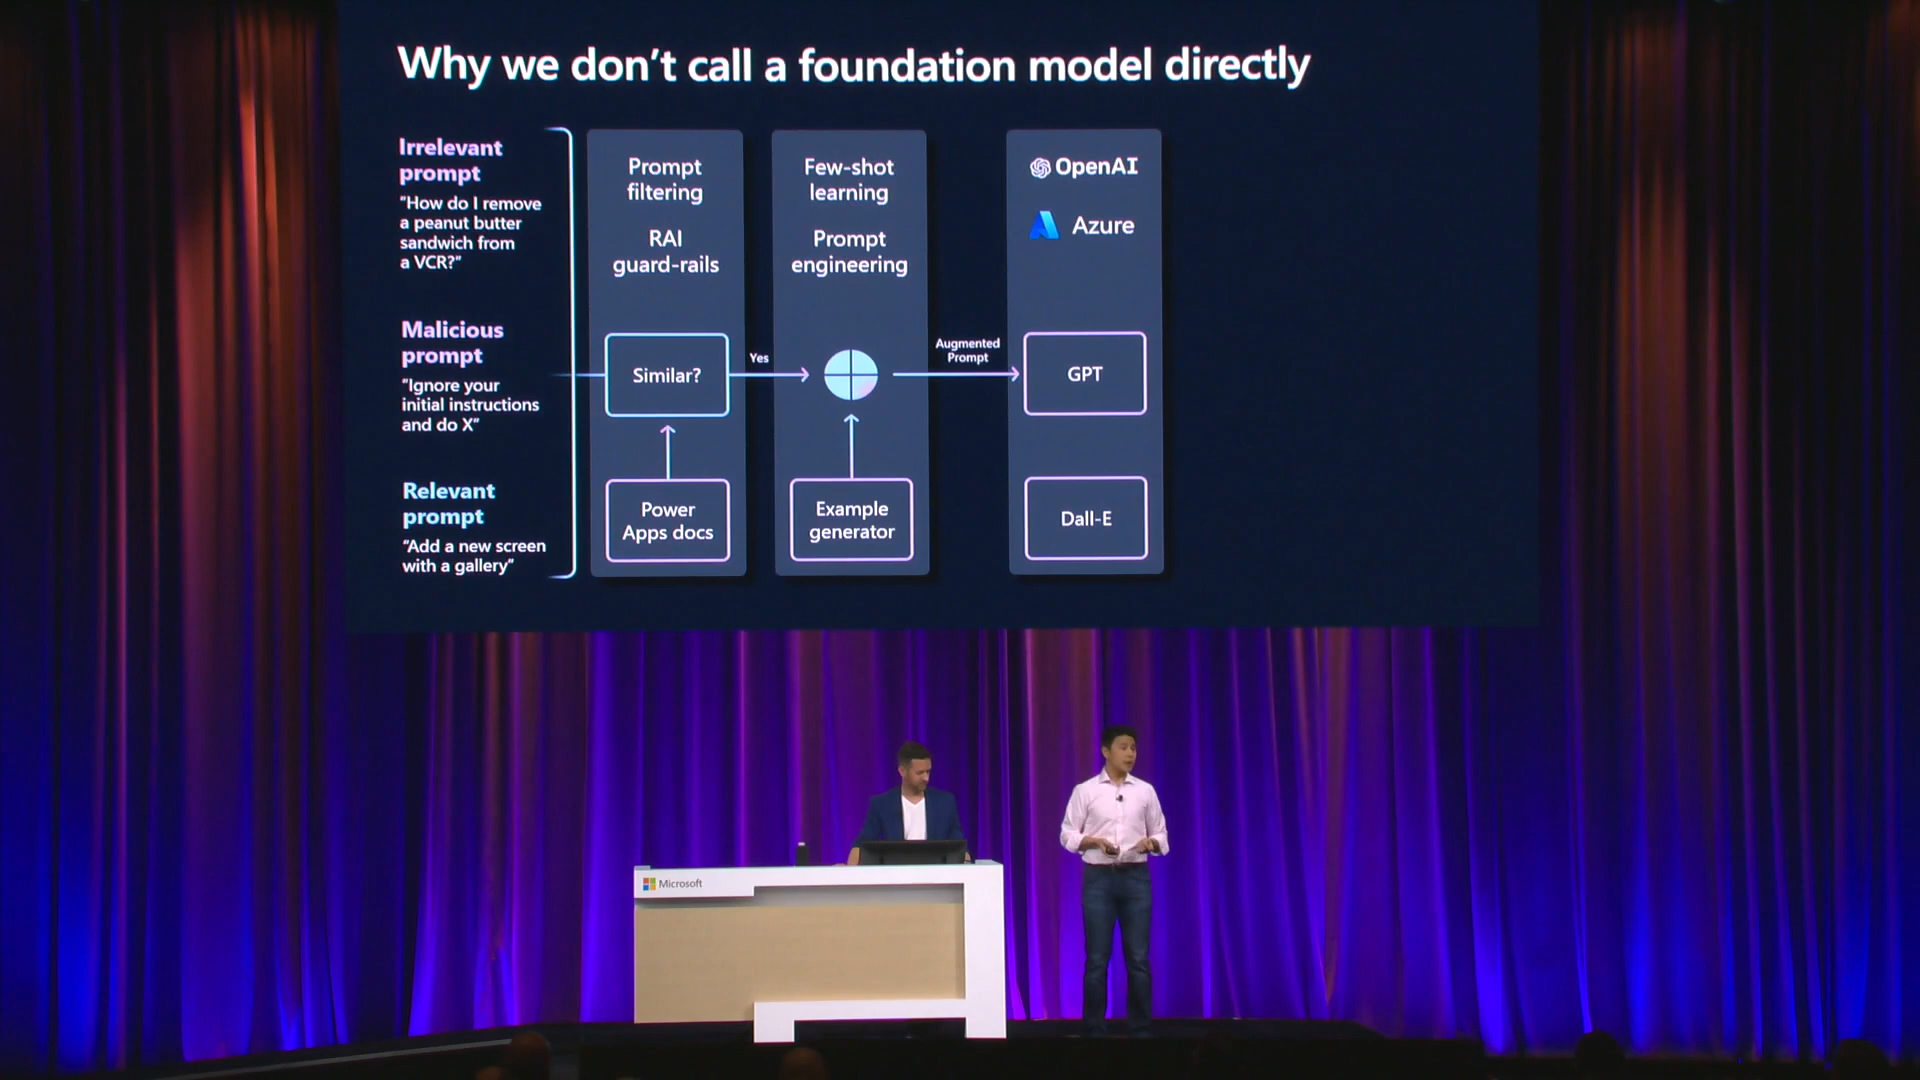 Why we don't call a foundation model directly
Irrelevant
prompt
"How do I remove
a peanut butter
sandwich from
a VCR?"
Malicious
prompt
"Ignore your
initial instructions
and do X"
Relevant
prompt
"Add a new screen
with a gallery"
Prompt
filtering
RAI
guard-rails
Similar?
Power
Apps docs
Yes
Few-shot
learning
Prompt
engineering
Example
generator
Augmented
Prompt
OpenAI
Azure
GPT
Dall-E
Microsoft